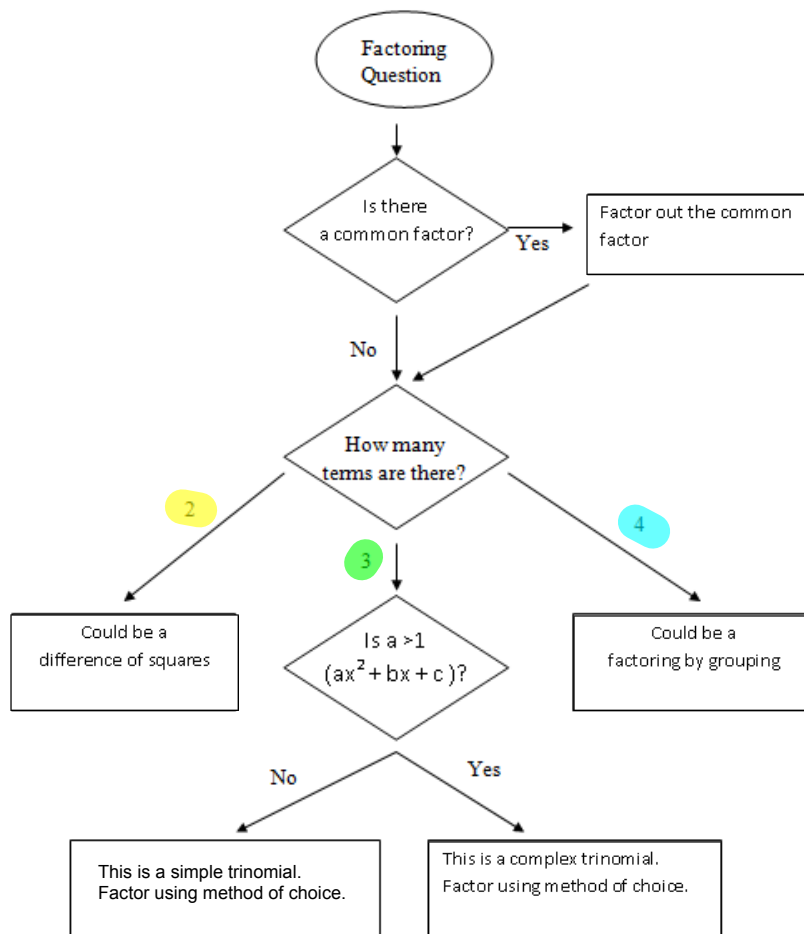 Factoring
Question
Is there
a common factor?
Yes
Factor out the common
factor
No
How many
terms are there?
2
3
4
Could be a
difference of squares
Is a >1
(ax² + bx + c)?
Could be a
factoring by grouping
No
Yes
This is a simple trinomial.
Factor using method of choice.
This is a complex trinomial.
Factor using method of choice.